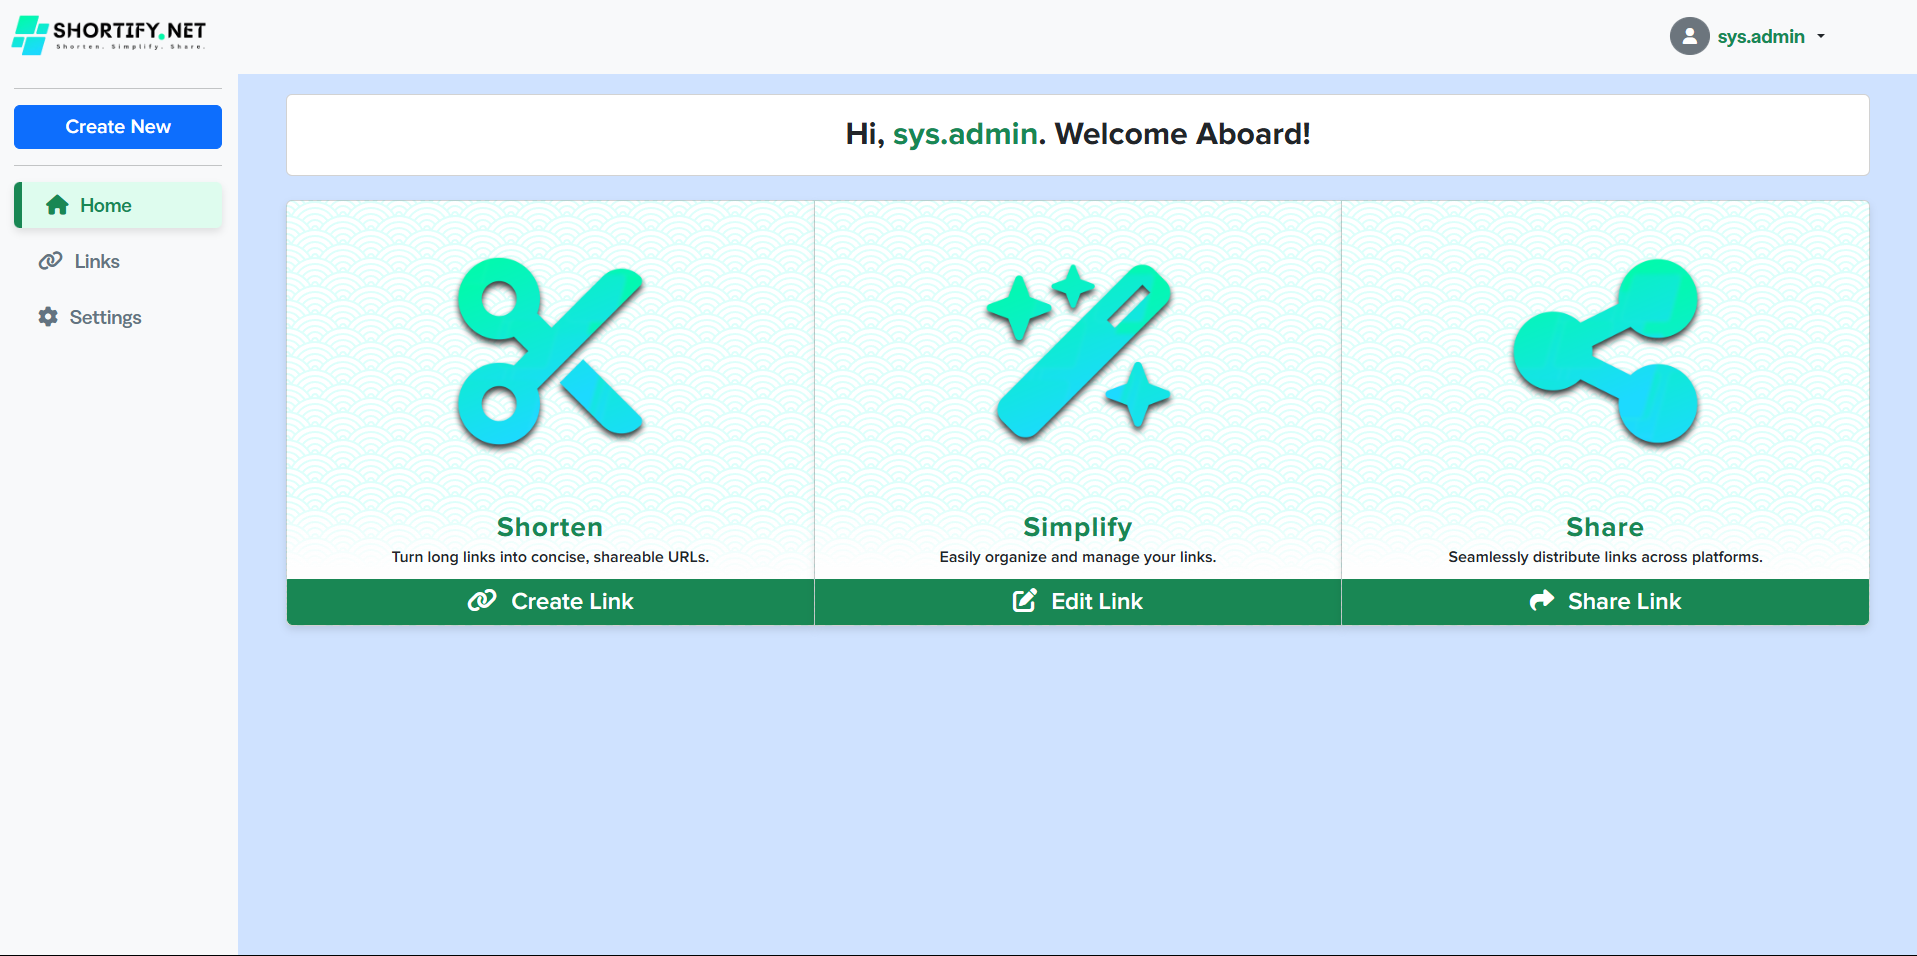 SHORTIFY.NET
Shorten. Simplify. Share.
sys.admin
Create New
Home
Links
Settings
Hi, sys.admin. Welcome Aboard!
Shorten
Turn long links into concise, shareable URLs.
Create Link
Simplify
Easily organize and manage your links.
Edit Link
Share
Seamlessly distribute links across platforms.
Share Link